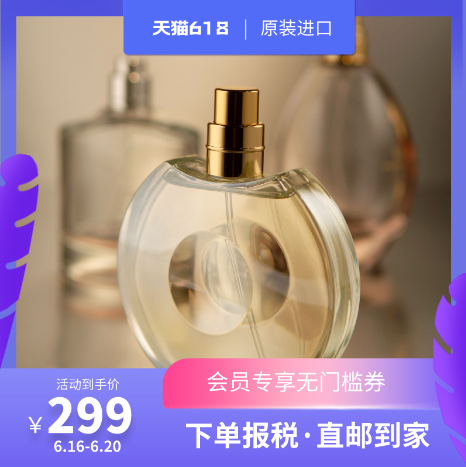 天猫618 | 原装进口
会员专享无门槛券
活动到手价
￥299
6.16-6.20
下单报税·直邮到家